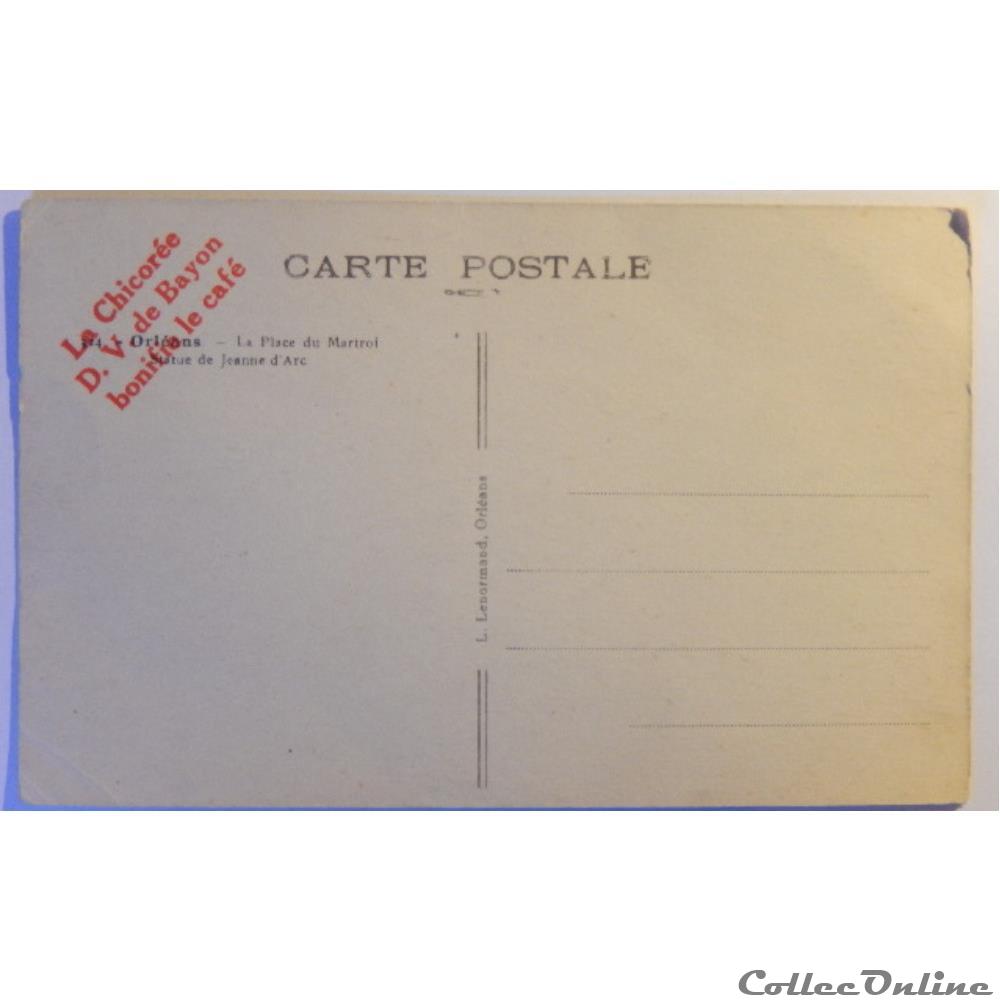 CARTE POSTALE
La Chicorée
D. V. de Bayon
bonifie le café
Orléans — La Place du Martroi
Statue de Jeanne d'Arc
L. Lenormand, Orléans
CollecOnline